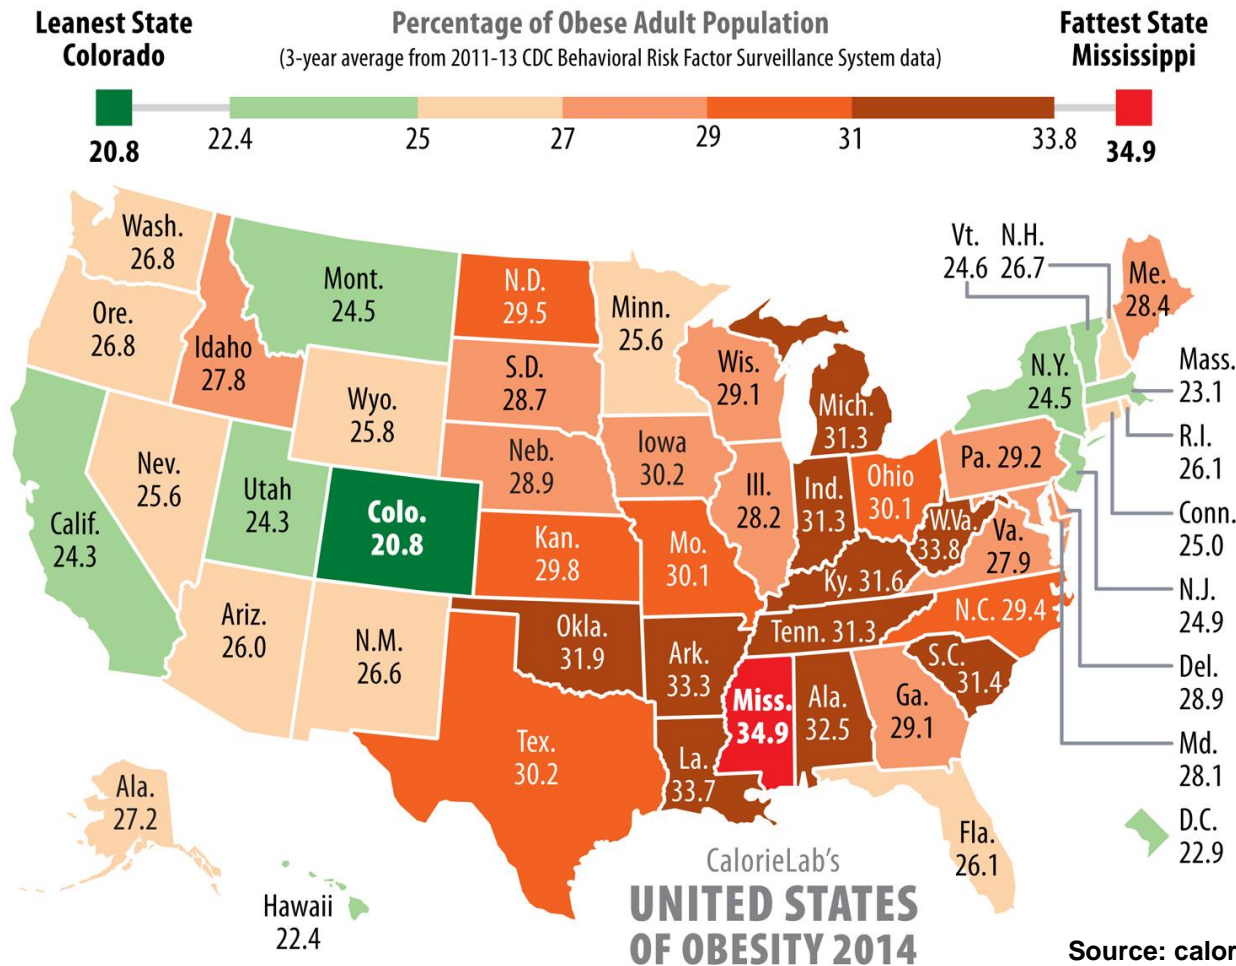 Leanest State
Colorado
Percentage of Obese Adult Population
(3-year average from 2011-13 CDC Behavioral Risk Factor Surveillance System data)
Fattest State
Mississippi
20.8
22.4
25
27
29
31
33.8
34.9
Wash.
26.8
Ore.
26.8
Idaho
27.8
Mont.
24.5
N.D.
29.5
S.D.
28.7
Minn.
25.6
Wis.
29.1
Mich.
31.3
Vt.
24.6
N.H.
26.7
Me.
28.4
N.Y.
24.5
Mass.
23.1
R.I.
26.1
Conn.
25.0
N.J.
24.9
Del.
28.9
Md.
28.1
D.C.
22.9
Calif.
24.3
Nev.
25.6
Utah
24.3
Wyo.
25.8
Colo.
20.8
Neb.
28.9
Iowa
30.2
Ill.
28.2
Ind.
31.3
Ohio
30.1
Pa. 29.2
W.Va.
33.8
Va.
27.9
Kan.
29.8
Mo.
30.1
Ky. 31.6
Tenn. 31.3
N.C. 29.4
S.C.
31.4
Ariz.
26.0
N.M.
26.6
Okla.
31.9
Ark.
33.3
Tex.
30.2
La.
33.7
Miss.
34.9
Ala.
32.5
Ga.
29.1
Fla.
26.1
Ala.
27.2
Hawaii
22.4
CalorieLab's
UNITED STATES
OF OBESITY 2014
Source: calor